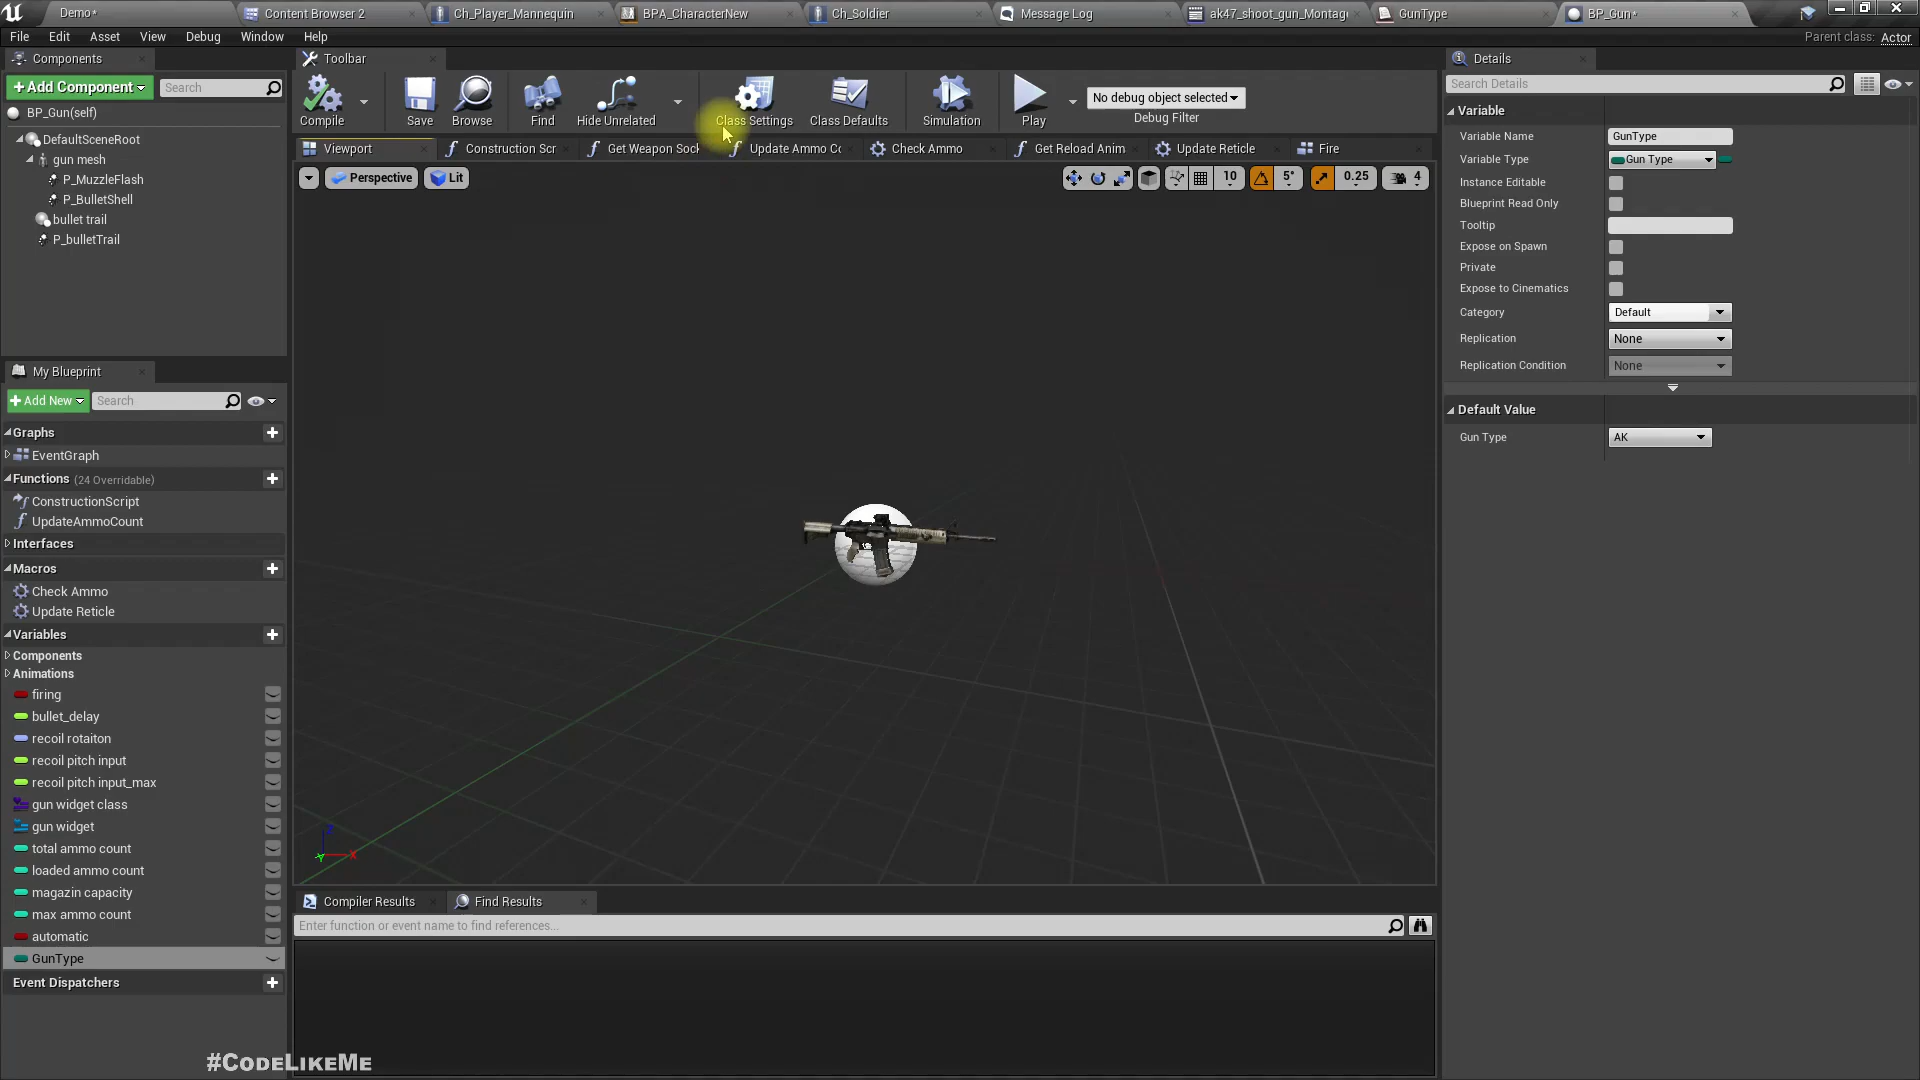 Demo*
Content Browser 2
Ch_Player_Mannequin
BPA_CharacterNew
Ch_Soldier
Message Log
ak47_shoot_gun_Montag
GunType
BP_Gun*
File Edit Asset View Debug Window Help
Parent class: Actor
Components
Toolbar
Details
+Add Component
Search
Search Details
BP_Gun(self)
DefaultSceneRoot
gun mesh
P_MuzzleFlash
P_BulletShell
bullet trail
P_bulletTrail
Compile
Save
Browse
Find
Hide Unrelated
Class Settings
Class Defaults
Simulation
Play
No debug object selected
Debug Filter
Viewport
Construction Scr
Get Weapon Sock
Update Ammo Co
Check Ammo
Get Reload Anim
Update Reticle
Fire
Perspective
Lit
10
5°
0.25
4
Z
X
Y
My Blueprint
+Add New
Search
Graphs
EventGraph
Functions (24 Overridable)
ConstructionScript
UpdateAmmoCount
Interfaces
Macros
Check Ammo
Update Reticle
Variables
Components
Animations
firing
bullet_delay
recoil rotaiton
recoil pitch input
recoil pitch input_max
gun widget class
gun widget
total ammo count
loaded ammo count
magazin capacity
max ammo count
automatic
GunType
Event Dispatchers
Compiler Results
Find Results
Enter function or event name to find references...
Variable
Variable Name GunType
Variable Type Gun Type
Instance Editable
Blueprint Read Only
Tooltip
Expose on Spawn
Private
Expose to Cinematics
Category Default
Replication None
Replication Condition None
Default Value
Gun Type AK
#CodeLikeMe